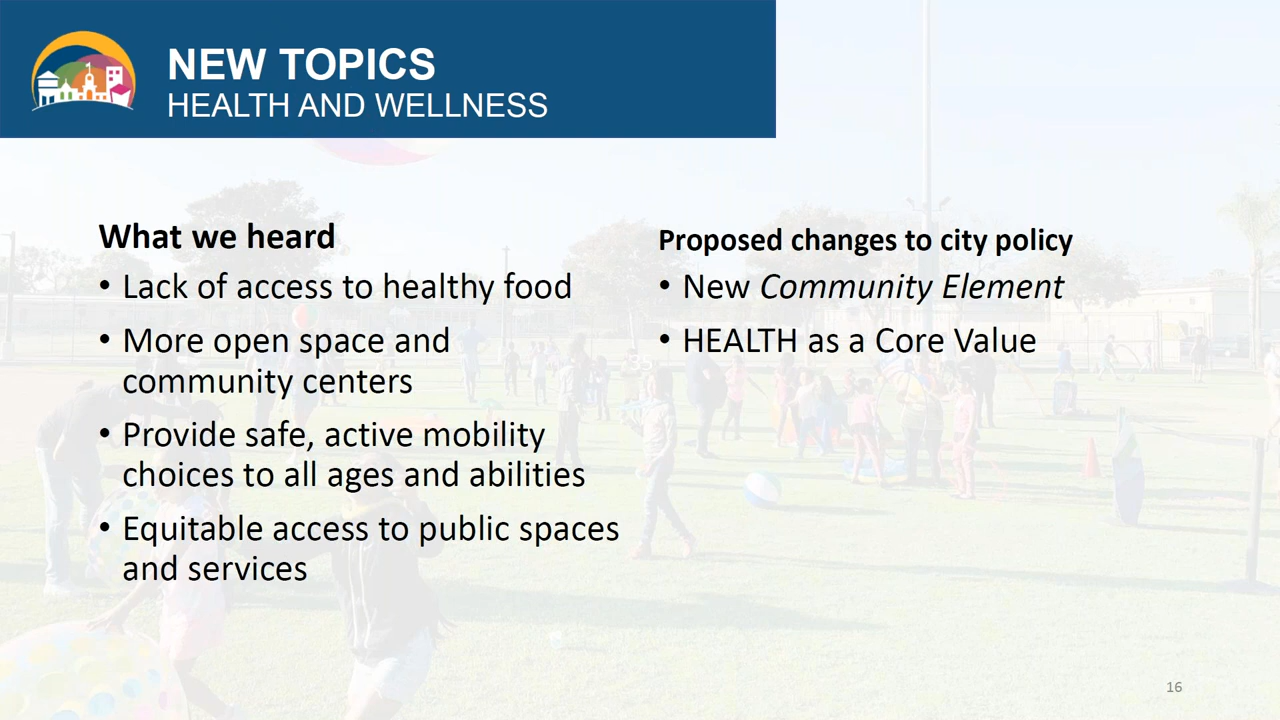 NEW TOPICS
HEALTH AND WELLNESS
What we heard
• Lack of access to healthy food
• More open space and
community centers
• Provide safe, active mobility
choices to all ages and abilities
• Equitable access to public spaces
and services
Proposed changes to city policy
• New Community Element
• HEALTH as a Core Value
16